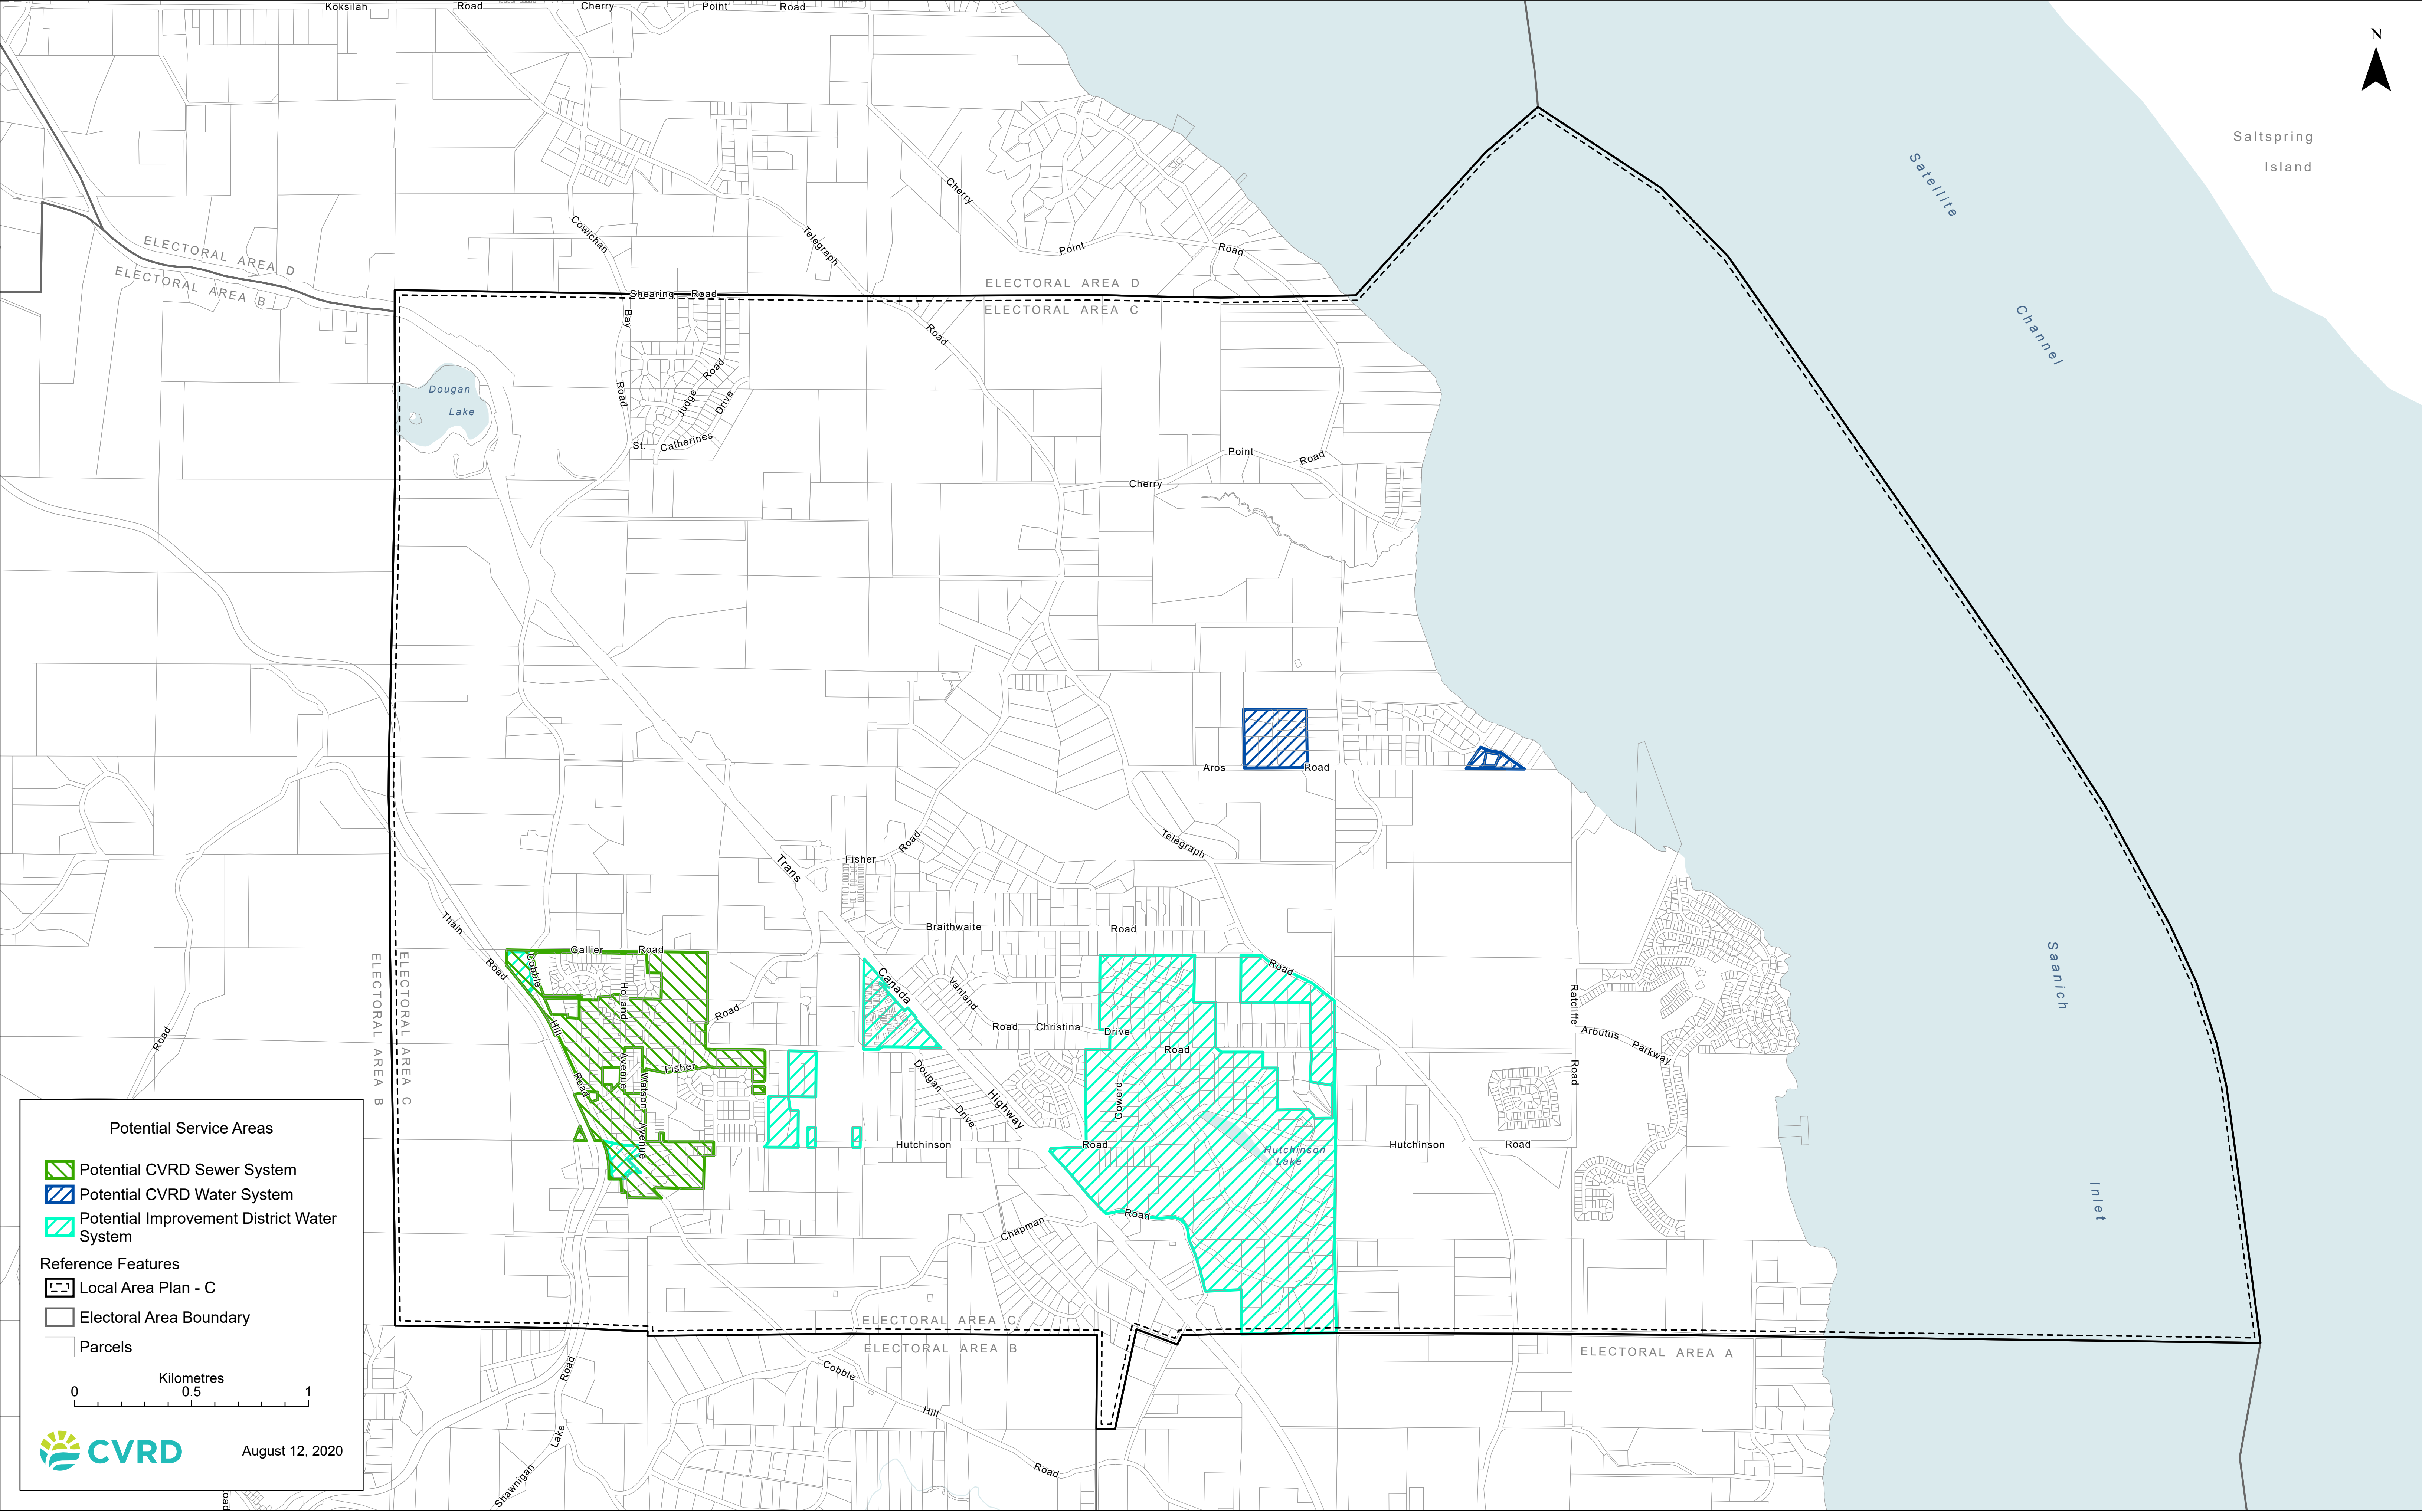 Koksilah Road Cherry Point Road
N
Saltspring
Island
Satellite
Channel
Cherry
Point
Road
Cowichan
Telegraph
ELECTORAL AREA D
ELECTORAL AREA B
ELECTORAL AREA D
ELECTORAL AREA C
Shearing Road
Bay
Road
Road
Road
Judge
Drive
St. Catherines
Dougan
Lake
Point
Road
Cherry
Aros Road
Telegraph
Trans
Fisher
Road
Thain
Road
Braithwaite Road
Gallier Road
Cobble
Holland
Canada
Vanland
Road
Saanich
Ratcliffe
Road
Road Christina
Drive
Road
Arbutus
Parkway
Road
Hill
Road
Avenue
Fisher
Watson
Avenue
Dougan
Drive
Highway
Cowerd
Hutchinson
Road
Hutchinson
Lake
Hutchinson Road
Inlet
Road
Chapman
Road
ELECTORAL AREA B
ELECTORAL AREA C
ELECTORAL AREA C
ELECTORAL AREA B
ELECTORAL AREA A
Cobble
Hill
Road
Road
Lake
Shawnigan
Potential Service Areas
Potential CVRD Sewer System
Potential CVRD Water System
Potential Improvement District Water
System
Reference Features
Local Area Plan - C
Electoral Area Boundary
Parcels
Kilometres
0 0.5 1
CVRD
August 12, 2020